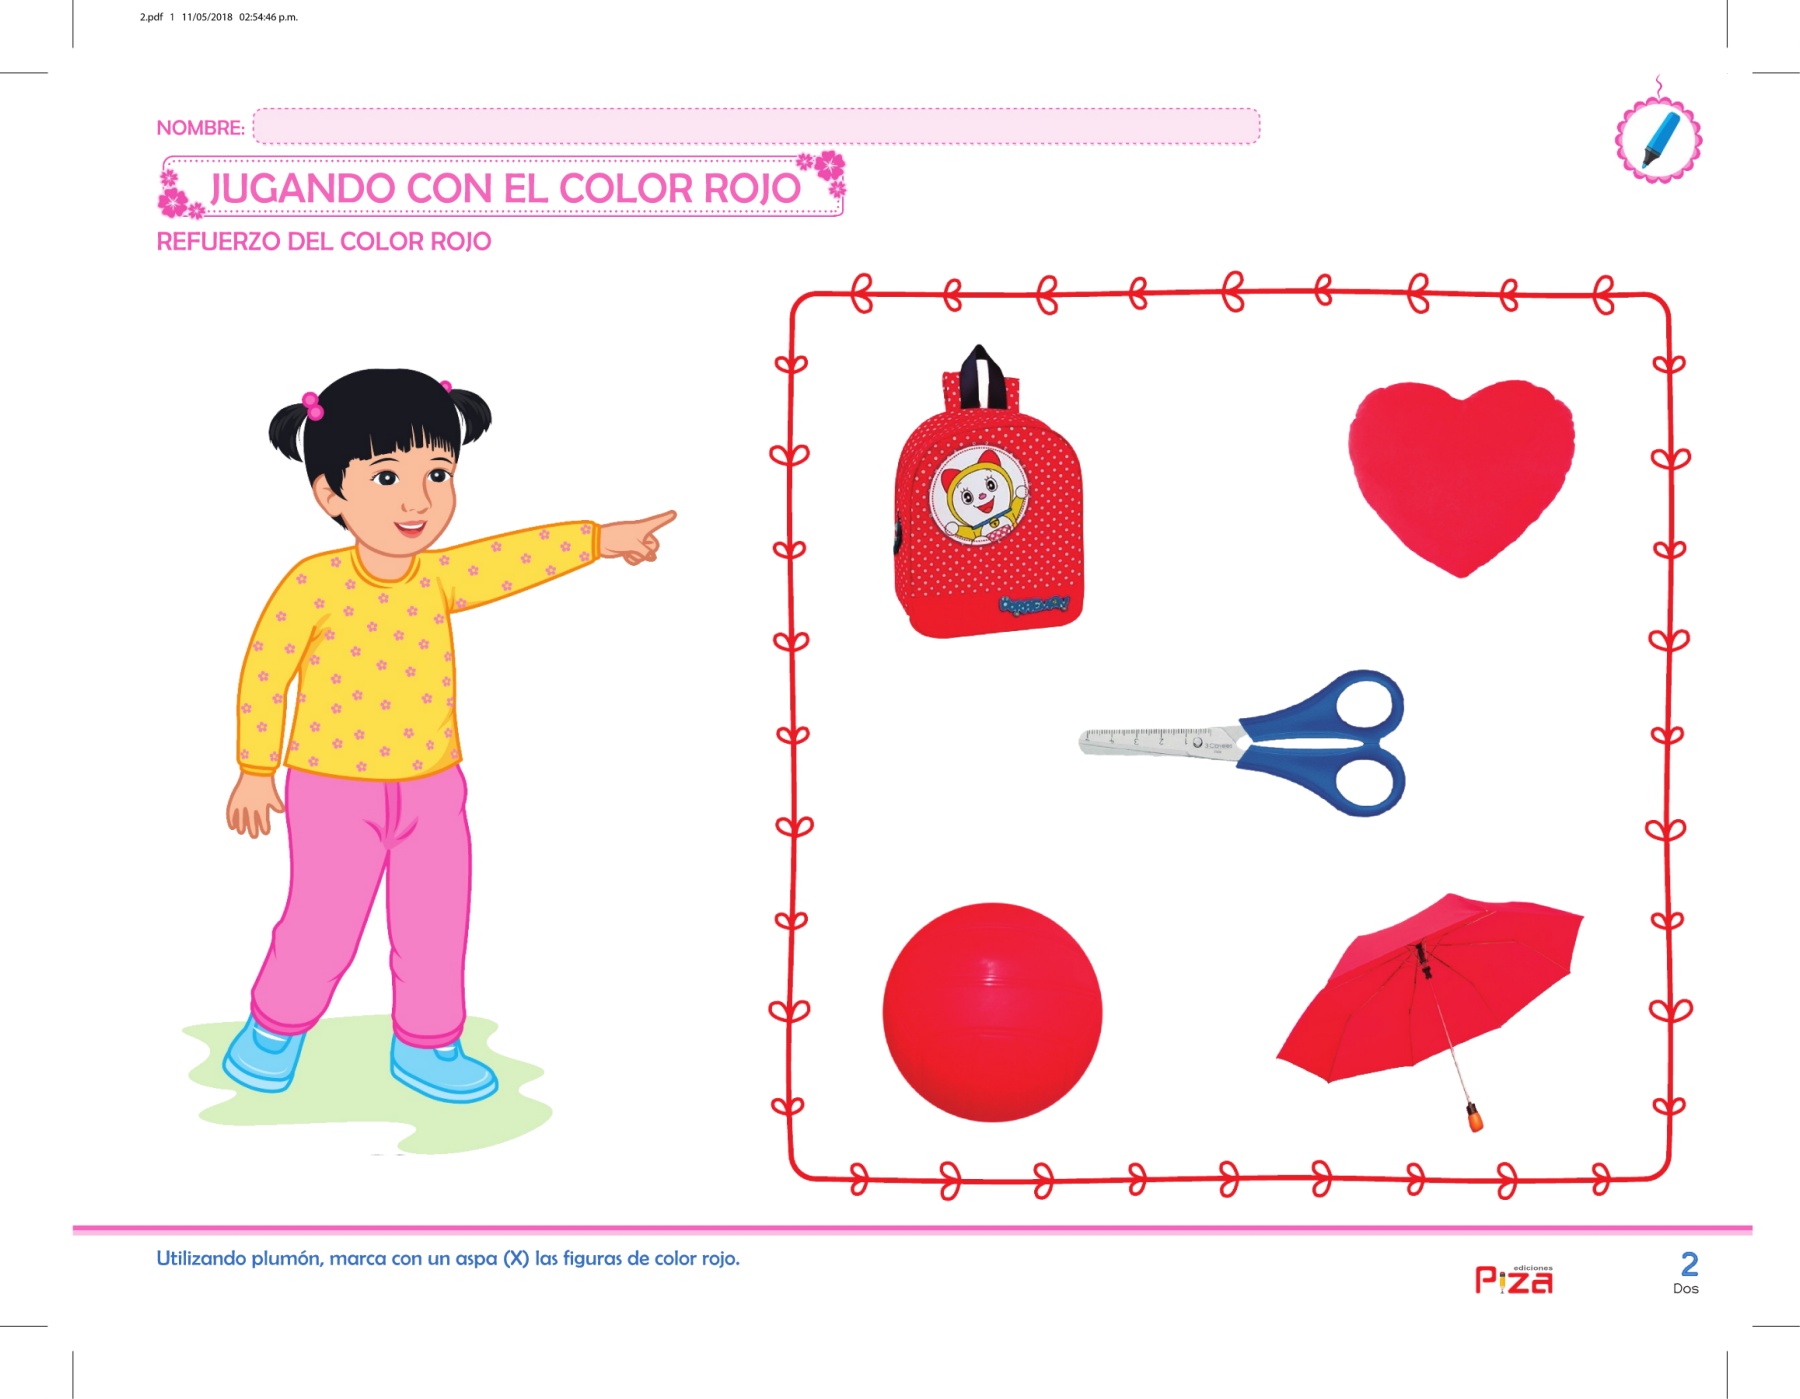 2.pdf 1 11/05/2018 02:54:46 p.m.
NOMBRE:
JUGANDO CON EL COLOR ROJO
REFUERZO DEL COLOR ROJO
Utilizando plumón, marca con un aspa (X) las figuras de color rojo.
ediciones
Piza
2
Dos